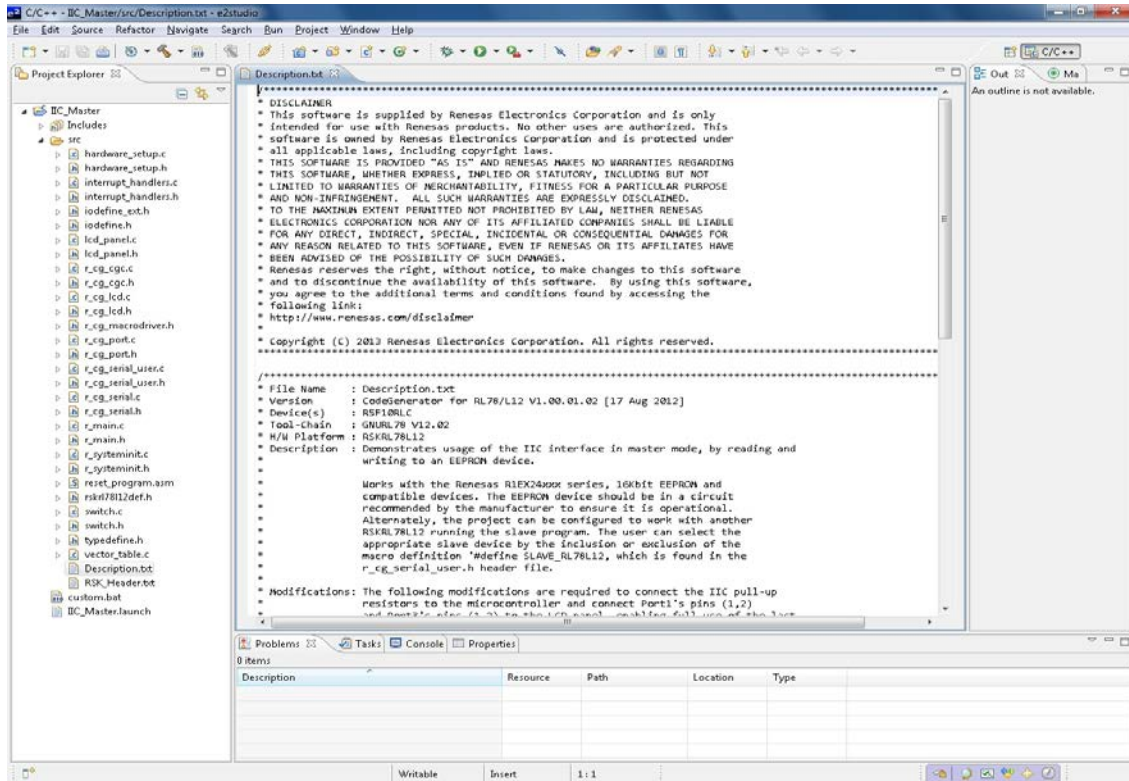 C/C++ - IIC_Master/src/Description.txt - e2studio
File Edit Source Refactor Navigate Search Run Project Window Help
C/C++
Project Explorer
IIC_Master
Includes
src
hardware_setup.c
hardware_setup.h
interrupt_handlers.c
interrupt_handlers.h
iodefine_ext.h
iodefine.h
lcd_panel.c
lcd_panel.h
r_cg_cgc.c
r_cg_cgc.h
r_cg_lcd.c
r_cg_lcd.h
r_cg_macrodriver.h
r_cg_port.c
r_cg_port.h
r_cg_serial_user.c
r_cg_serial_user.h
r_cg_serial.c
r_cg_serial.h
r_main.c
r_main.h
r_systeminit.c
r_systeminit.h
reset_program.asm
rskrl78l12def.h
switch.c
switch.h
typedefine.h
vector_table.c
Description.txt
RSK_Header.txt
custom.bat
IIC_Master.launch
Description.txt
* DISCLAIMER
* This software is supplied by Renesas Electronics Corporation and is only
* intended for use with Renesas products. No other uses are authorized. This
* software is owned by Renesas Electronics Corporation and is protected under
* all applicable laws, including copyright laws.
* THIS SOFTWARE IS PROVIDED "AS IS" AND RENESAS MAKES NO WARRANTIES REGARDING
* THIS SOFTWARE, WHETHER EXPRESS, IMPLIED OR STATUTORY, INCLUDING BUT NOT
* LIMITED TO WARRANTIES OF MERCHANTABILITY, FITNESS FOR A PARTICULAR PURPOSE
* AND NON-INFRINGEMENT. ALL SUCH WARRANTIES ARE EXPRESSLY DISCLAIMED.
* TO THE MAXIMUM EXTENT PERMITTED NOT PROHIBITED BY LAW, NEITHER RENESAS
* ELECTRONICS CORPORATION NOR ANY OF ITS AFFILIATED COMPANIES SHALL BE LIABLE
* FOR ANY DIRECT, INDIRECT, SPECIAL, INCIDENTAL OR CONSEQUENTIAL DAMAGES FOR
* ANY REASON RELATED TO THIS SOFTWARE, EVEN IF RENESAS OR ITS AFFILIATES HAVE
* BEEN ADVISED OF THE POSSIBILITY OF SUCH DAMAGES.
* Renesas reserves the right, without notice, to make changes to this software
* and to discontinue the availability of this software. By using this software,
* you agree to the additional terms and conditions found by accessing the
* following link:
* http://www.renesas.com/disclaimer
*
* Copyright (C) 2013 Renesas Electronics Corporation. All rights reserved.
* File Name : Description.txt
* Version : CodeGenerator for RL78/L12 V1.00.01.02 [17 Aug 2012]
* Device(s) : R5F10RLC
* Tool-Chain : GNURL78 V12.02
* H/W Platform : RSKRL78L12
* Description : Demonstrates usage of the IIC interface in master mode, by reading and
* writing to an EEPROM device.
*
* Works with the Renesas R1EX24xxx series, 16Kbit EEPROM and
* compatible devices. The EEPROM device should be in a circuit
* recommended by the manufacturer to ensure it is operational.
* Alternately, the project can be configured to work with another
* RSKRL78L12 running the slave program. The user can select the
* appropriate slave device by the inclusion or exclusion of the
* macro definition '#define SLAVE_RL78L12, which is found in the
* r_cg_serial_user.h header file.
*
* Modifications: The following modifications are required to connect the IIC pull-up
* resistors to the microcontroller and connect Port1's pins (1,2)
* and Port3's pins (1,2) to the LCD panel, enabling full use of the last
Out
Ma
An outline is not available.
Problems Tasks Console Properties
0 items
Description Resource Path Location Type
Writable Insert 1 : 1